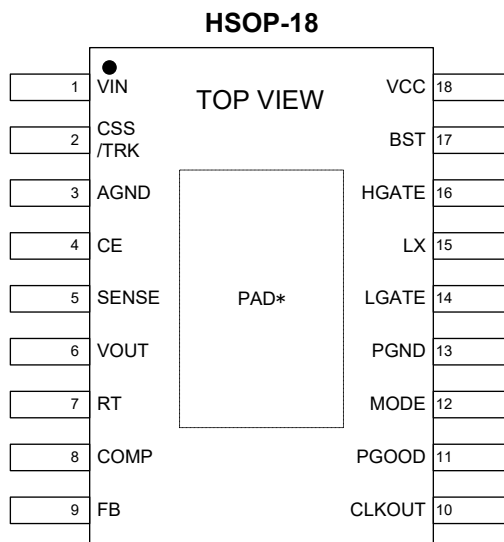 HSOP-18
TOP VIEW
1 VIN
2 CSS
/TRK
3 AGND
4 CE
5 SENSE
6 VOUT
7 RT
8 COMP
9 FB
PAD*
VCC 18
BST 17
HGATE 16
LX 15
LGATE 14
PGND 13
MODE 12
PGOOD 11
CLKOUT 10